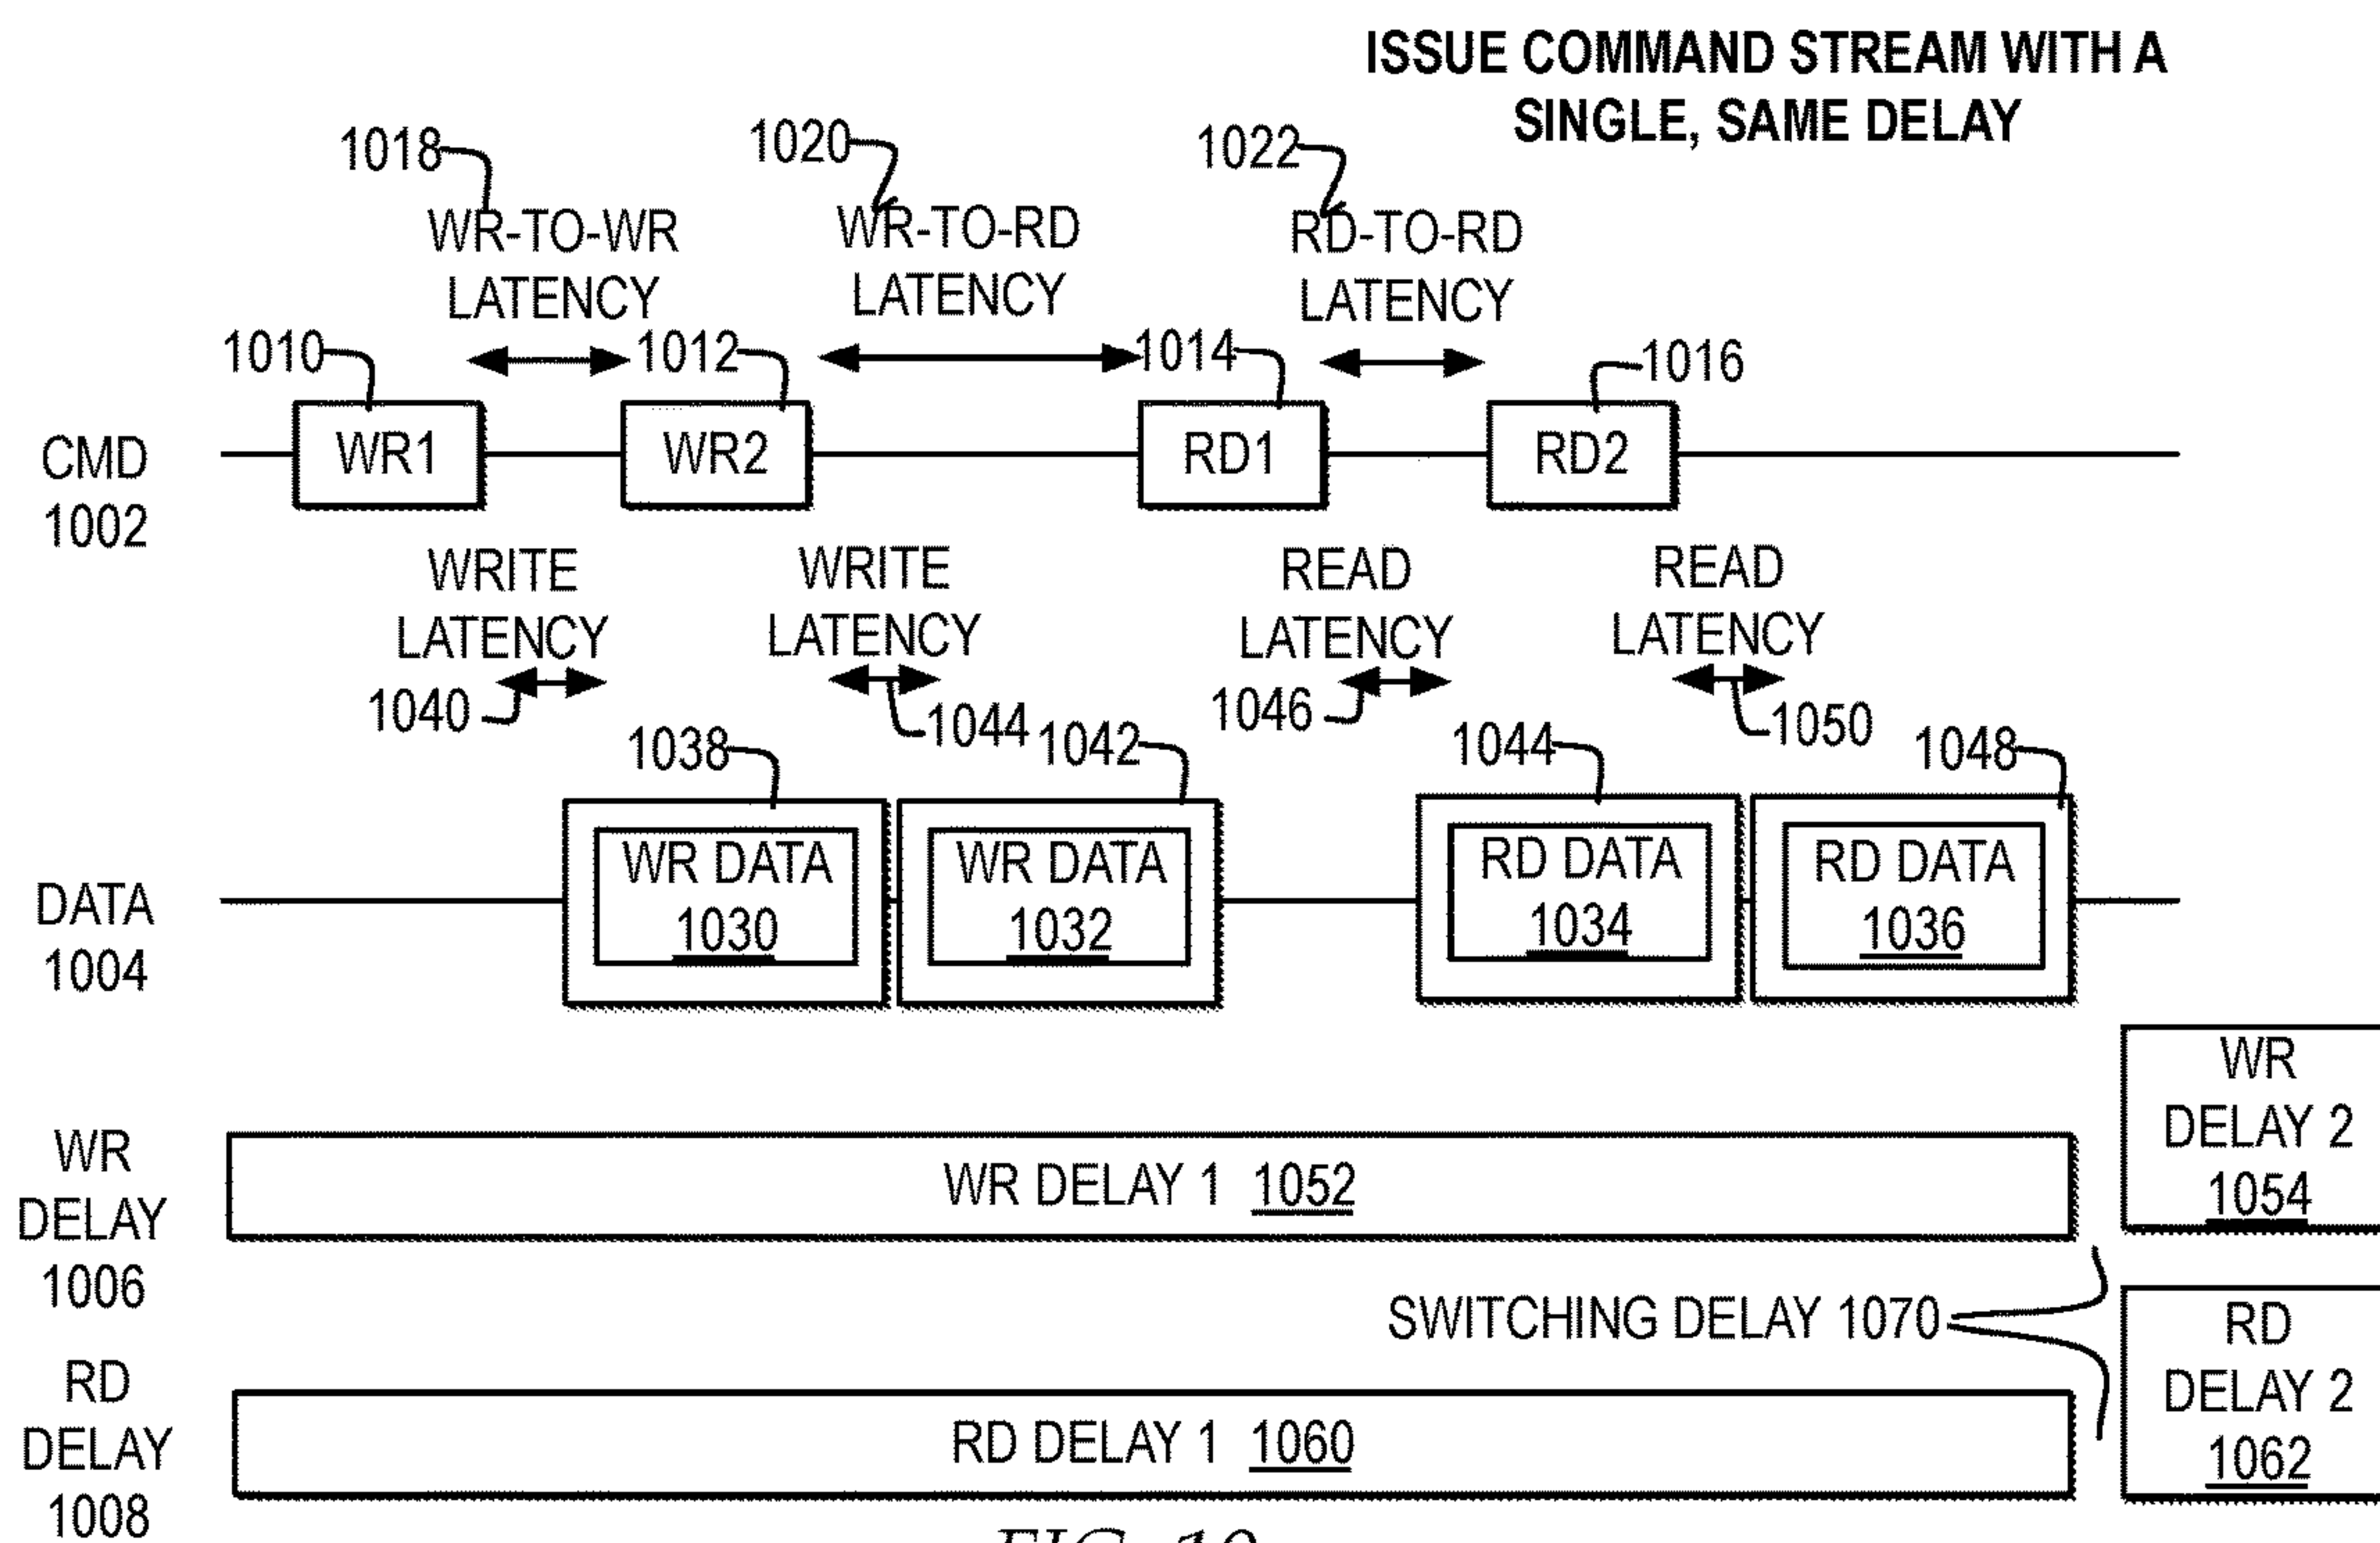 ISSUE COMMAND STREAM WITH A
SINGLE, SAME DELAY
1018
1020
1022
WR-TO-WR
LATENCY
WR-TO-RD
LATENCY
RD-TO-RD
LATENCY
1010
1012
1014
1016
CMD
1002
WR1
WR2
RD1
RD2
WRITE
LATENCY
WRITE
LATENCY
READ
LATENCY
READ
LATENCY
1040
1044
1046
1050
1038
1042
1044
1048
DATA
1004
WR DATA
1030
WR DATA
1032
RD DATA
1034
RD DATA
1036
WR
DELAY
1006
WR DELAY 1 1052
WR
DELAY 2
1054
SWITCHING DELAY 1070
RD
DELAY
1008
RD DELAY 1 1060
RD
DELAY 2
1062